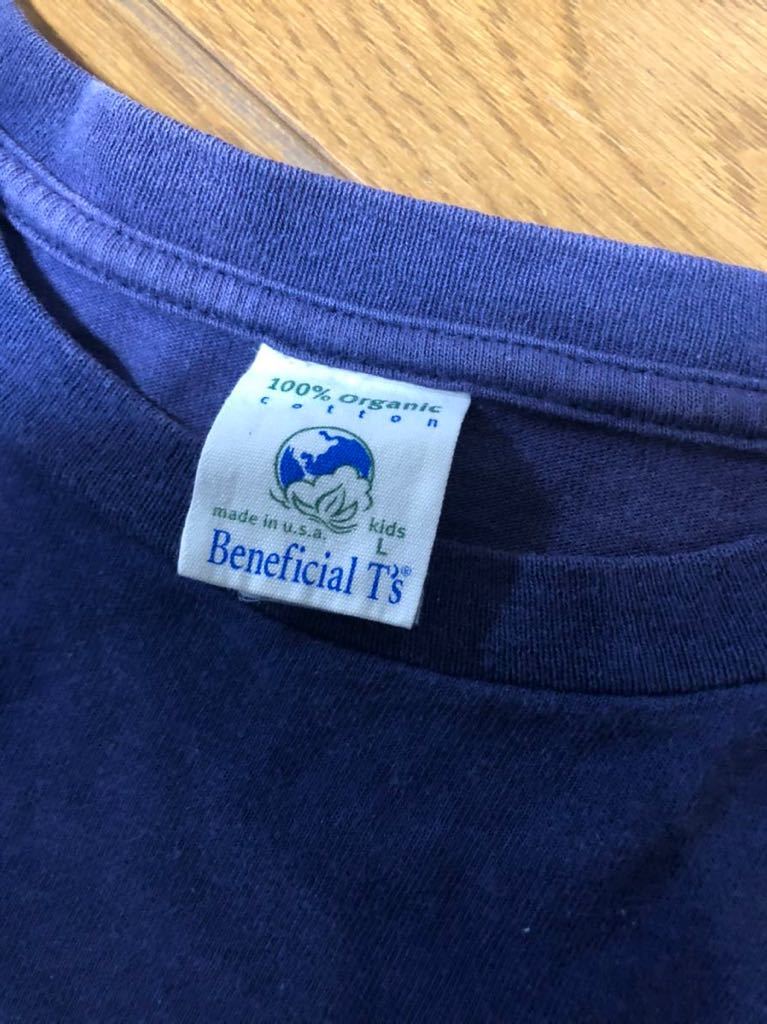 100% organic
cotton
made in u.s.a.
kids
L
Beneficial T's®